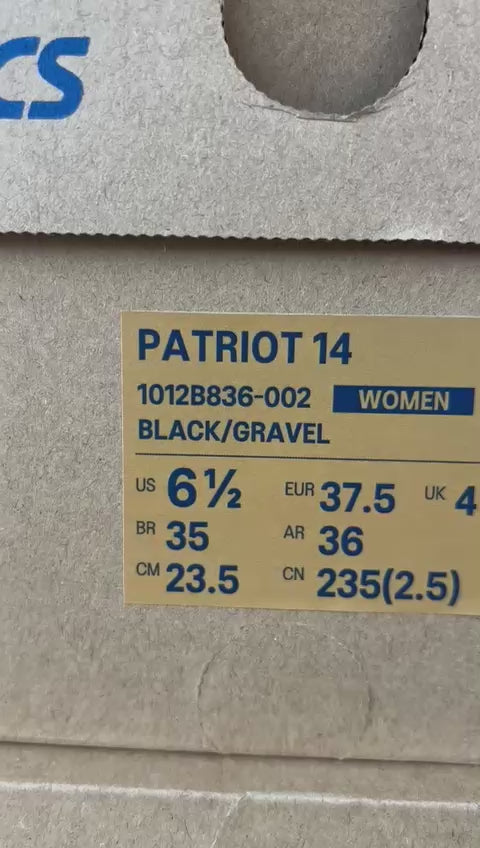 CS
PATRIOT 14
1012B836-002 WOMEN
BLACK/GRAVEL
US 6½ EUR 37.5 UK 4
BR 35 AR 36
CM 23.5 CN 235(2.5)